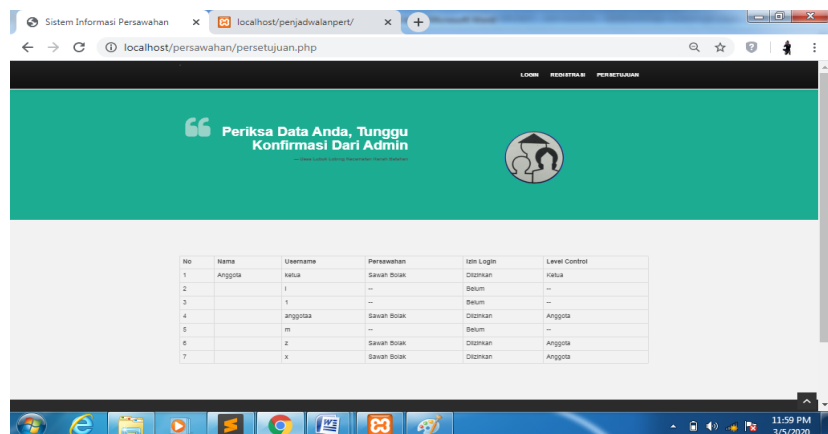 Sistem Informasi Persawahan
localhost/penjadwalanpert/
localhost/persawahan/persetujuan.php
LOGIN REGISTRASI PERSETUJUAN
Periksa Data Anda, Tunggu
Konfirmasi Dari Admin
No Nama Username Persawahan Izin Login Level Control
1 Anggota ketua Sawah Bolak Diizinkan Ketua
2 -- Belum --
3 1 -- Belum --
4 anggotaa Sawah Bolak Diizinkan Anggota
5 m -- Belum --
6 z Sawah Bolak Diizinkan Anggota
7 x Sawah Bolak Diizinkan Anggota
11:59 PM
3/5/2020